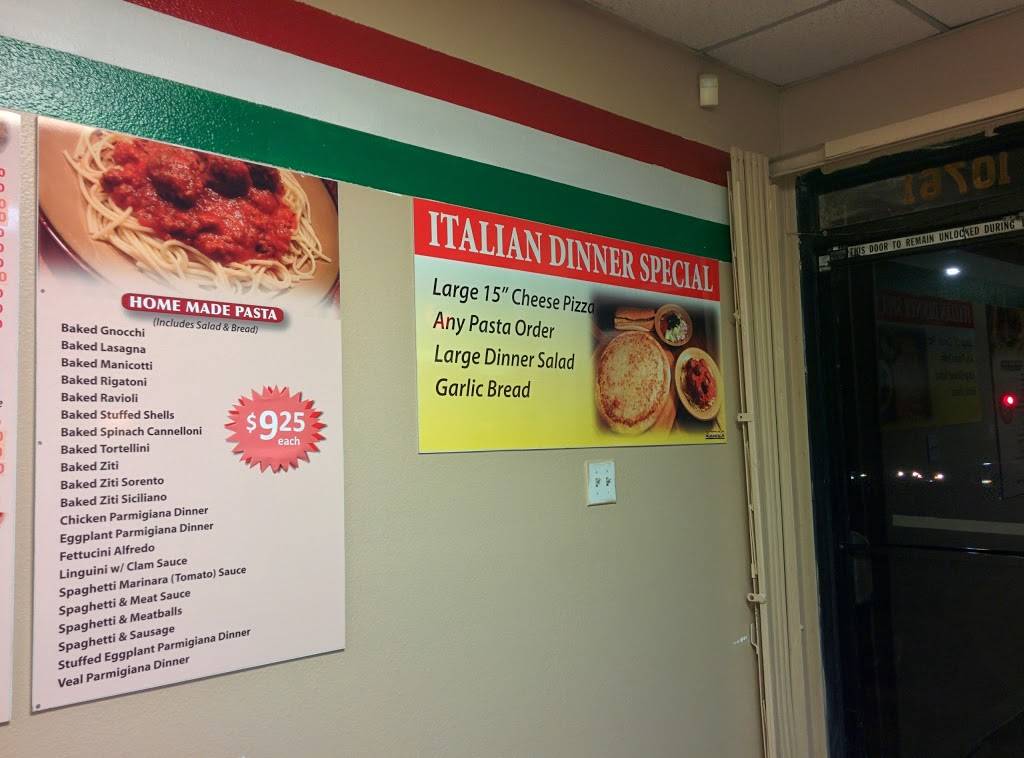 HOME MADE PASTA
(Includes Salad & Bread)
Baked Gnocchi
Baked Lasagna
Baked Manicotti
Baked Rigatoni
Baked Ravioli
Baked Stuffed Shells
Baked Spinach Cannelloni
Baked Tortellini
Baked Ziti
Baked Ziti Sorento
Baked Ziti Siciliano
Chicken Parmigiana Dinner
Eggplant Parmigiana Dinner
Fettucini Alfredo
Linguini w/ Clam Sauce
Spaghetti Marinara (Tomato) Sauce
Spaghetti & Meat Sauce
Spaghetti & Meatballs
Spaghetti & Sausage
Stuffed Eggplant Parmigiana Dinner
Veal Parmigiana Dinner
$9.25
each
ITALIAN DINNER SPECIAL
Large 15" Cheese Pizza
Any Pasta Order
Large Dinner Salad
Garlic Bread
10761
THIS DOOR TO REMAIN UNLOCKED DURING